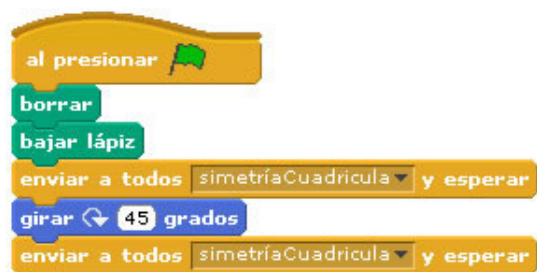 al presionar
borrar
bajar lápiz
enviar a todos simetríaCuadricula y esperar
girar 45 grados
enviar a todos simetríaCuadricula y esperar